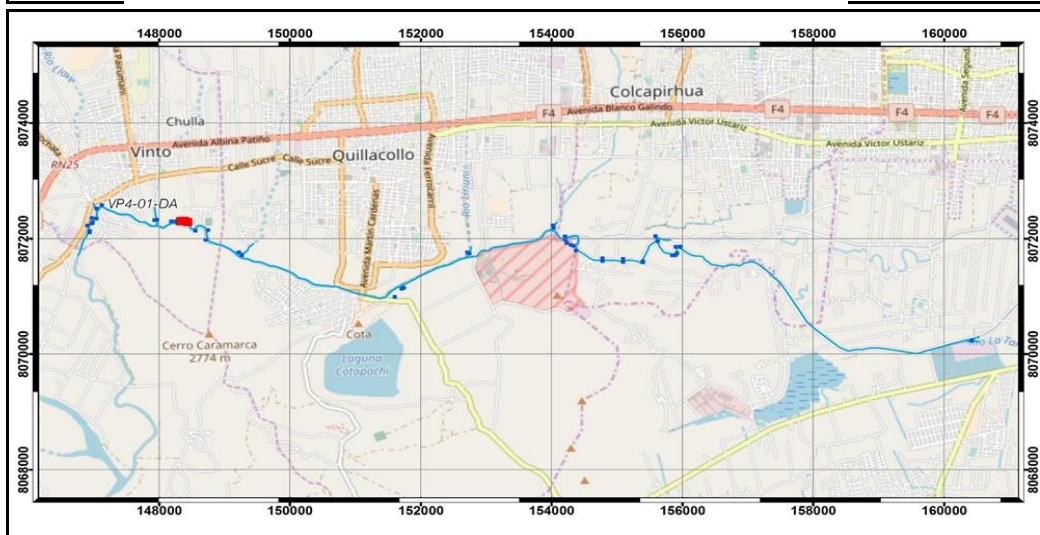 148000 150000 152000 154000 156000 158000 160000
Colcapirhua
Avenida Blanco Galindo
F4 F4 F4 F4
8074000 8074000
Chulla
Avenida Albina Patiño
Avenida Victor Ustariz
Avenida Victor Ustariz
Vinto
Quillacollo
RN25
Calle Sucre Calle Sucre
Avenida Ferrocarril
Avenida Martín Cardenas
Avenida Segunda
VP4-01-DA
8072000 8072000
Cota
Cerro Caramarca
2774 m
Laguna
Cotapachi
8070000 8070000
8068000 8068000
148000 150000 152000 154000 156000 158000 160000